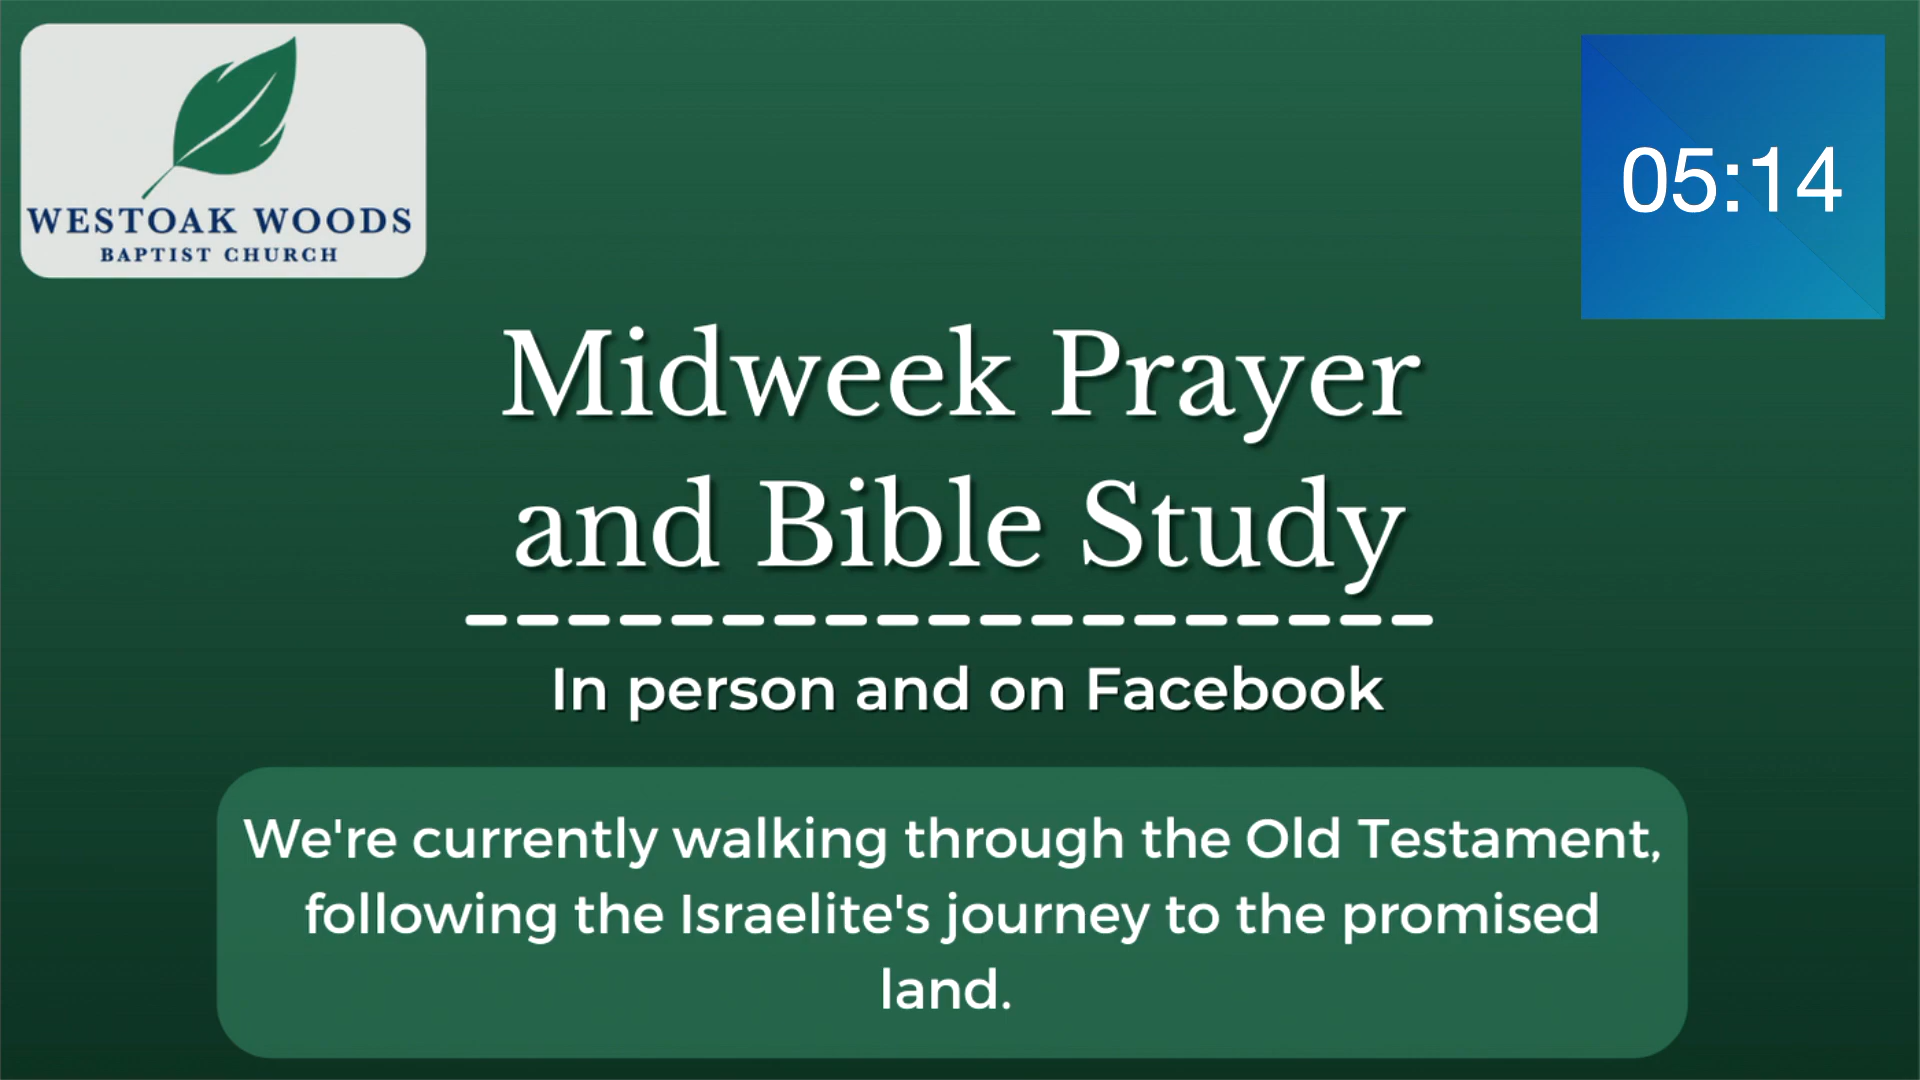 WESTOAK WOODS
BAPTIST CHURCH
05:14
Midweek Prayer
and Bible Study
In person and on Facebook
We're currently walking through the Old Testament,
following the Israelite's journey to the promised
land.